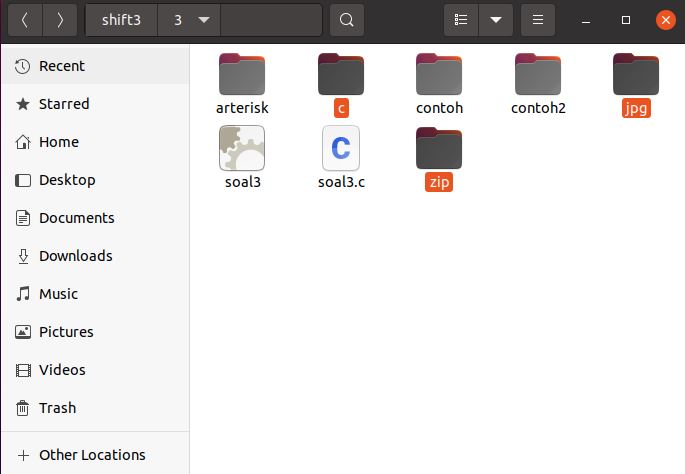 shift3 3
Recent
Starred
Home
Desktop
Documents
Downloads
Music
Pictures
Videos
Trash
Other Locations
arterisk c contoh contoh2 jpg
C
soal3 soal3.c zip